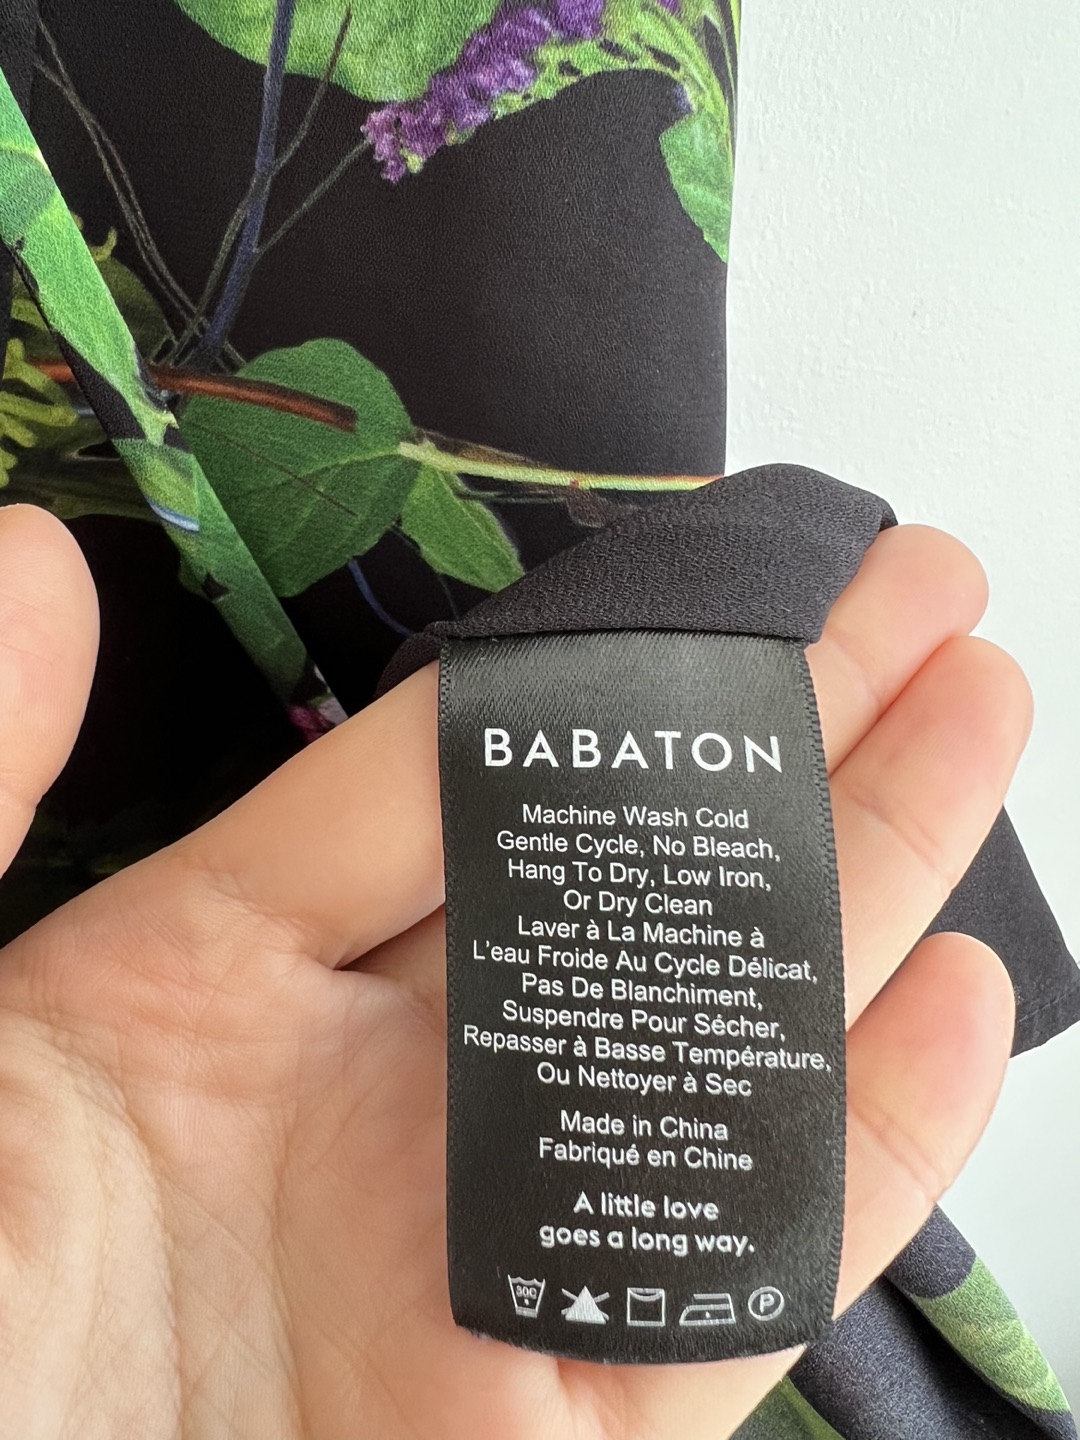 BABATON
Machine Wash Cold
Gentle Cycle, No Bleach,
Hang To Dry, Low Iron,
Or Dry Clean
Laver à La Machine à
L'eau Froide Au Cycle Délicat,
Pas De Blanchiment,
Suspendre Pour Sécher,
Repasser à Basse Température,
Ou Nettoyer à Sec
Made in China
Fabriqué en Chine
A little love
goes a long way.
P